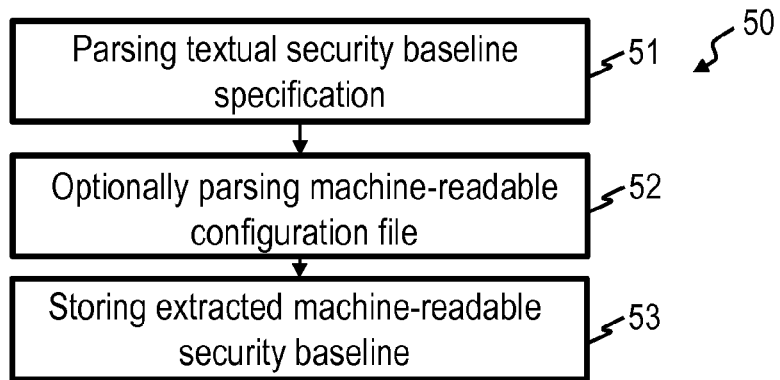 50
Parsing textual security baseline
specification
51
Optionally parsing machine-readable
configuration file
52
Storing extracted machine-readable
security baseline
53